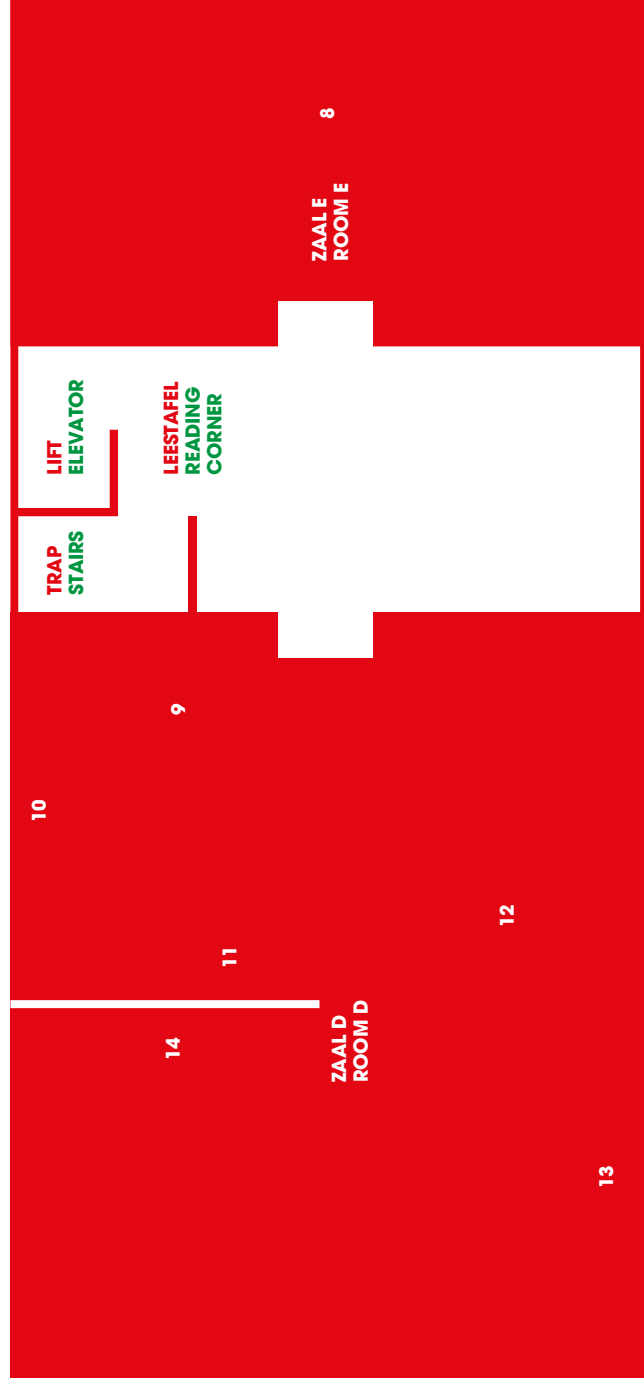 8
ZAAL E
ROOM E
LIFT
ELEVATOR
LEESTAFEL
READING
CORNER
TRAP
STAIRS
9
10
11
12
14
ZAAL D
ROOM D
13